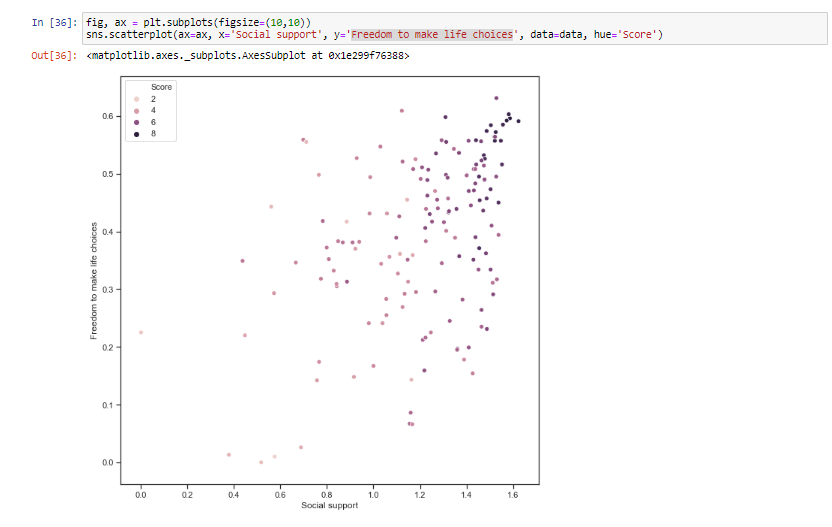 In [36]: fig, ax = plt.subplots(figsize=(10,10))
sns.scatterplot(ax=ax, x='Social support', y='Freedom to make life choices', data=data, hue='Score')
Out[36]: <matplotlib.axes._subplots.AxesSubplot at 0x1e299f76388>
Score
2
4
6
8
0.6
0.5
0.4
0.3
0.2
0.1
0.0
Freedom to make life choices
0.0 0.2 0.4 0.6 0.8 1.0 1.2 1.4 1.6
Social support